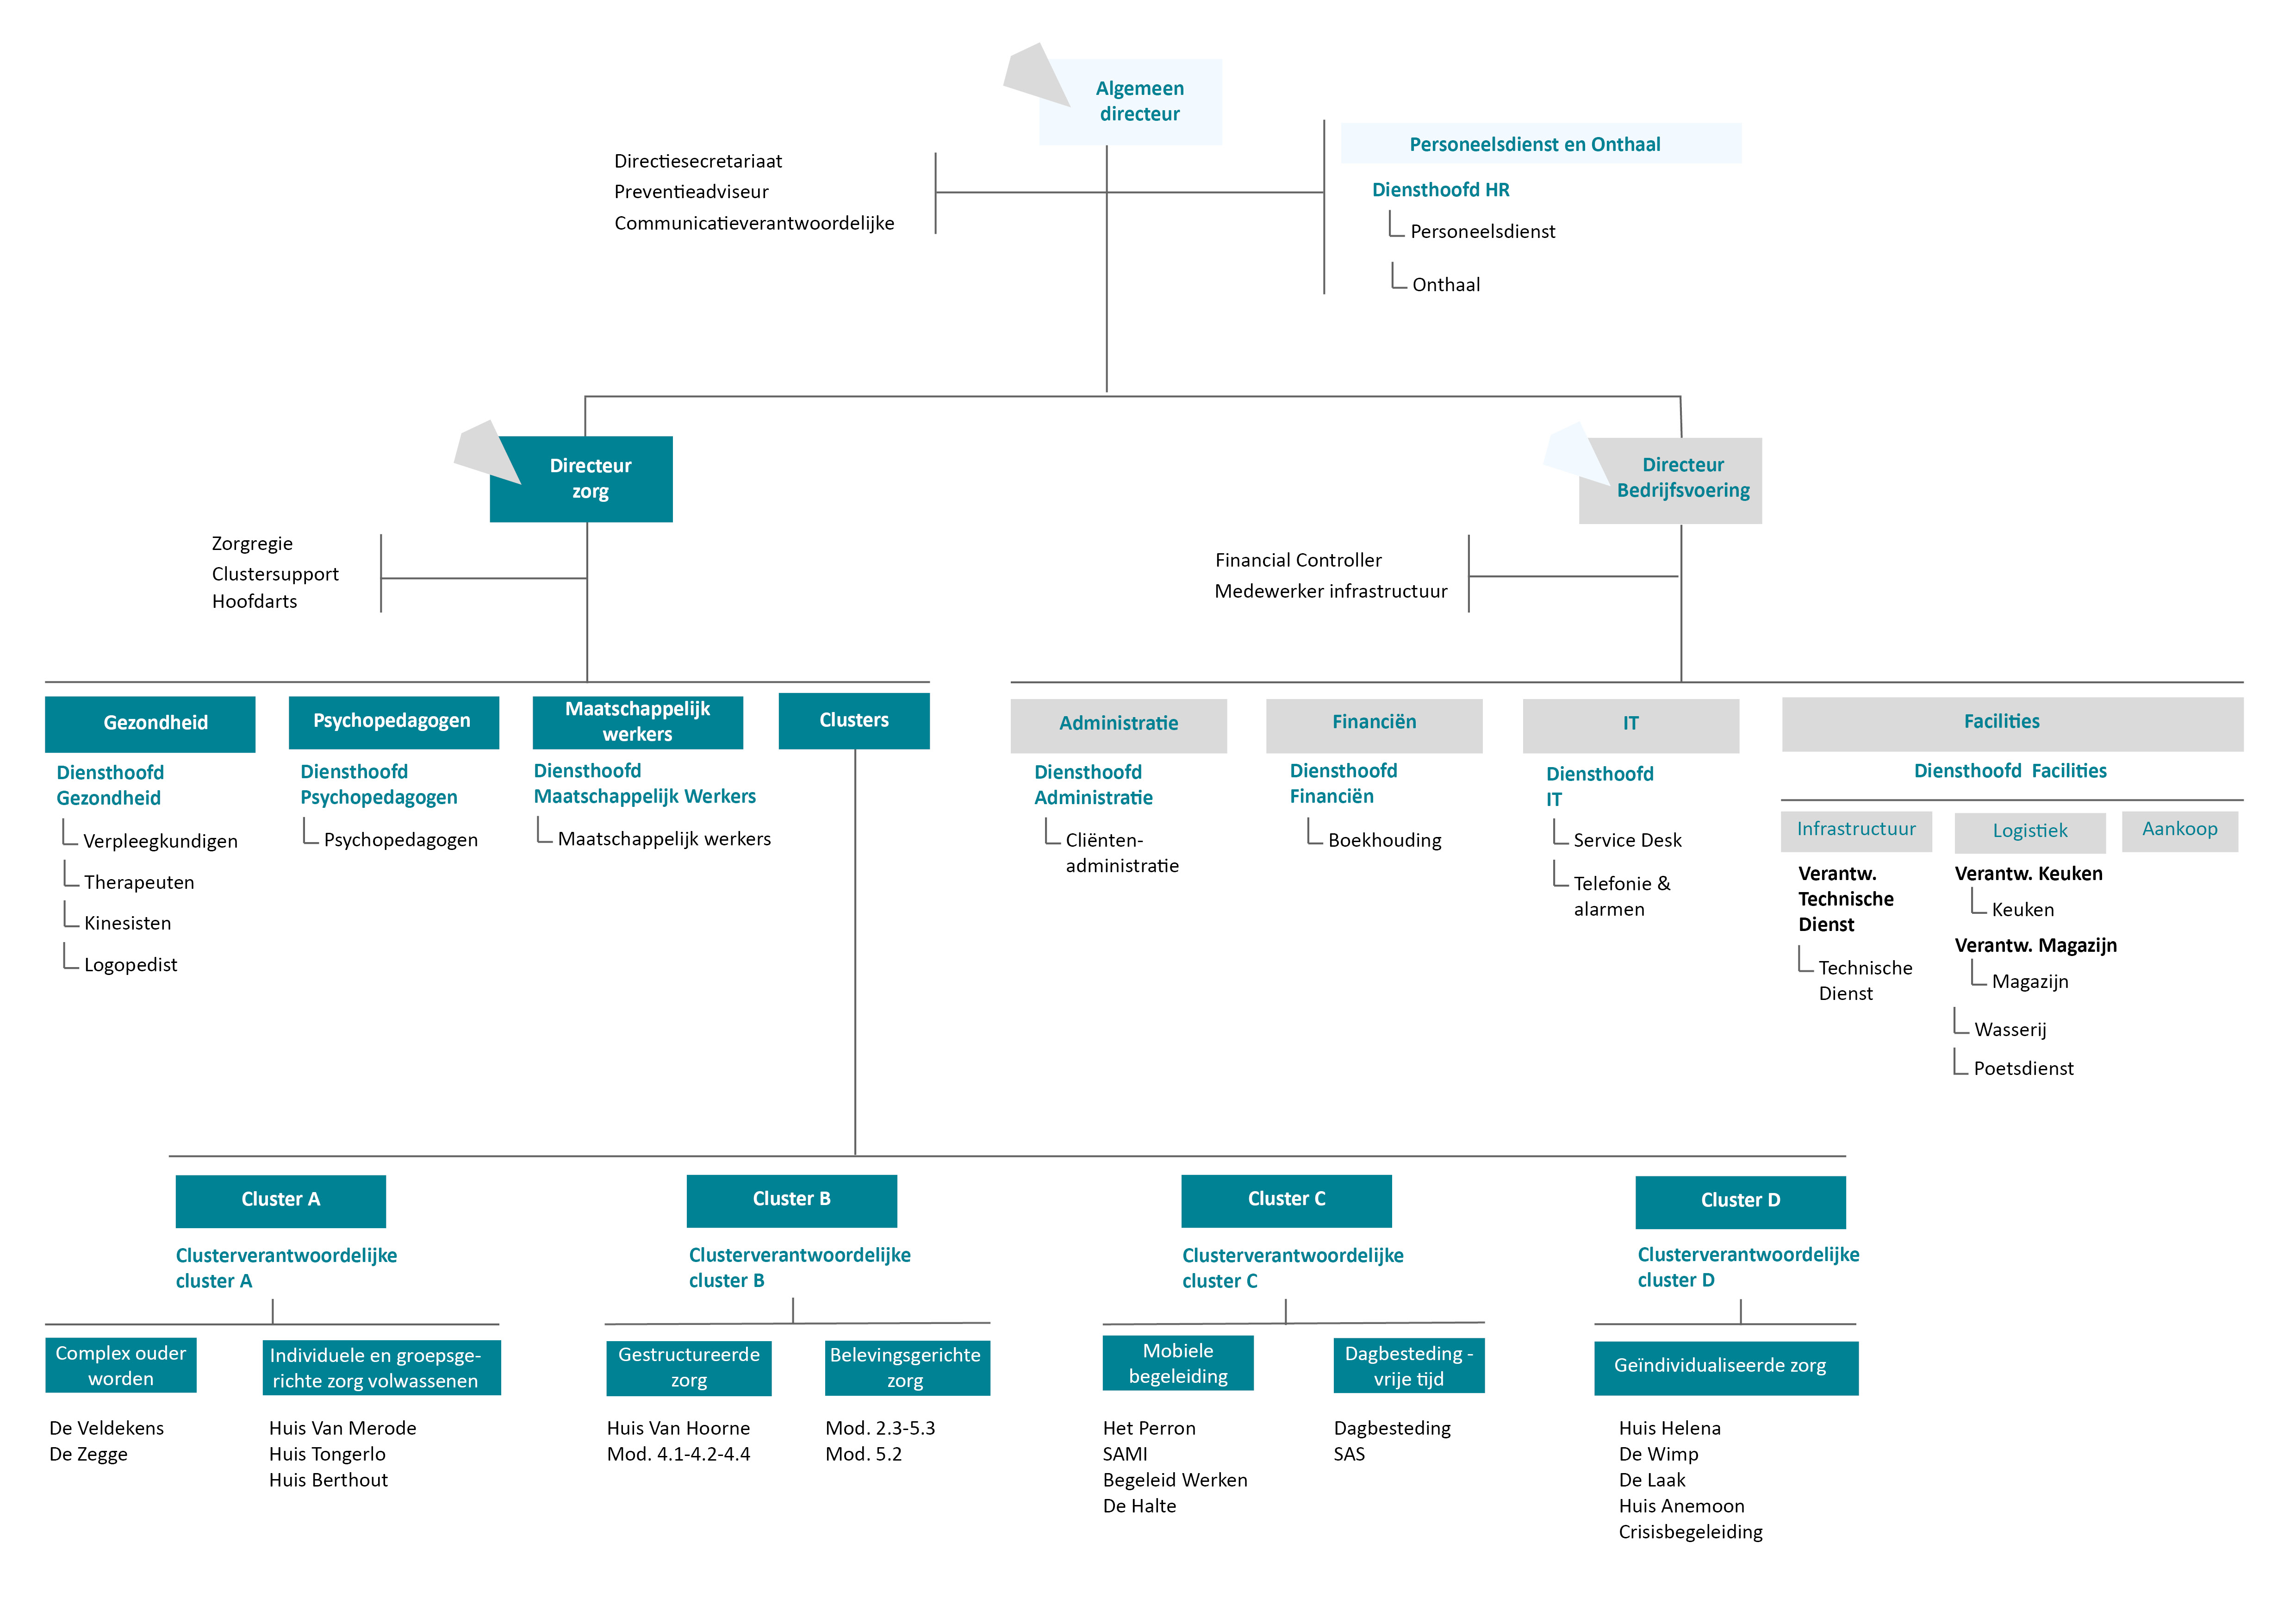 Algemeen
directeur
Directiesecretariaat
Preventieadviseur
Communicatieverantwoordelijke
Personeelsdienst en Onthaal
Diensthoofd HR
Personeelsdienst
Onthaal
Directeur
zorg
Zorgregie
Clustersupport
Hoofdarts
Directeur
Bedrijfsvoering
Financial Controller
Medewerker infrastructuur
Gezondheid
Diensthoofd
Gezondheid
Verpleegkundigen
Therapeuten
Kinesisten
Logopedist
Psychopedagogen
Diensthoofd
Psychopedagogen
Psychopedagogen
Maatschappelijk
werkers
Diensthoofd
Maatschappelijk Werkers
Maatschappelijk werkers
Clusters
Administratie
Diensthoofd
Administratie
Cliënten-
administratie
Financiën
Diensthoofd
Financiën
Boekhouding
IT
Diensthoofd
IT
Service Desk
Telefonie &
alarmen
Facilities
Diensthoofd Facilities
Infrastructuur
Verantw.
Technische
Dienst
Technische
Dienst
Logistiek
Verantw. Keuken
Keuken
Verantw. Magazijn
Magazijn
Wasserij
Poetsdienst
Aankoop
Cluster A
Clusterverantwoordelijke
cluster A
Complex ouder
worden
De Veldekens
De Zegge
Individuele en groepsge-
richte zorg volwassenen
Huis Van Merode
Huis Tongerlo
Huis Berthout
Cluster B
Clusterverantwoordelijke
cluster B
Gestructureerde
zorg
Huis Van Hoorne
Mod. 4.1-4.2-4.4
Belevingsgerichte
zorg
Mod. 2.3-5.3
Mod. 5.2
Cluster C
Clusterverantwoordelijke
cluster C
Mobiele
begeleiding
Het Perron
SAMI
Begeleid Werken
De Halte
Dagbesteding -
vrije tijd
Dagbesteding
SAS
Cluster D
Clusterverantwoordelijke
cluster D
Geïndividualiseerde zorg
Huis Helena
De Wimp
De Laak
Huis Anemoon
Crisisbegeleiding